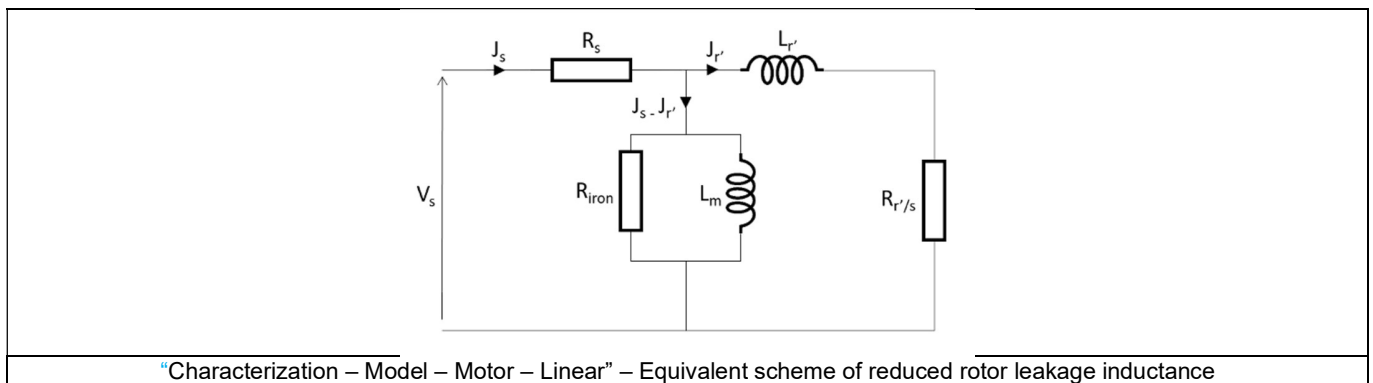 J_s
R_s
J_r'
L_r'
J_s - J_r'
V_s
R_iron
L_m
R_r'/s
“Characterization – Model – Motor – Linear” – Equivalent scheme of reduced rotor leakage inductance